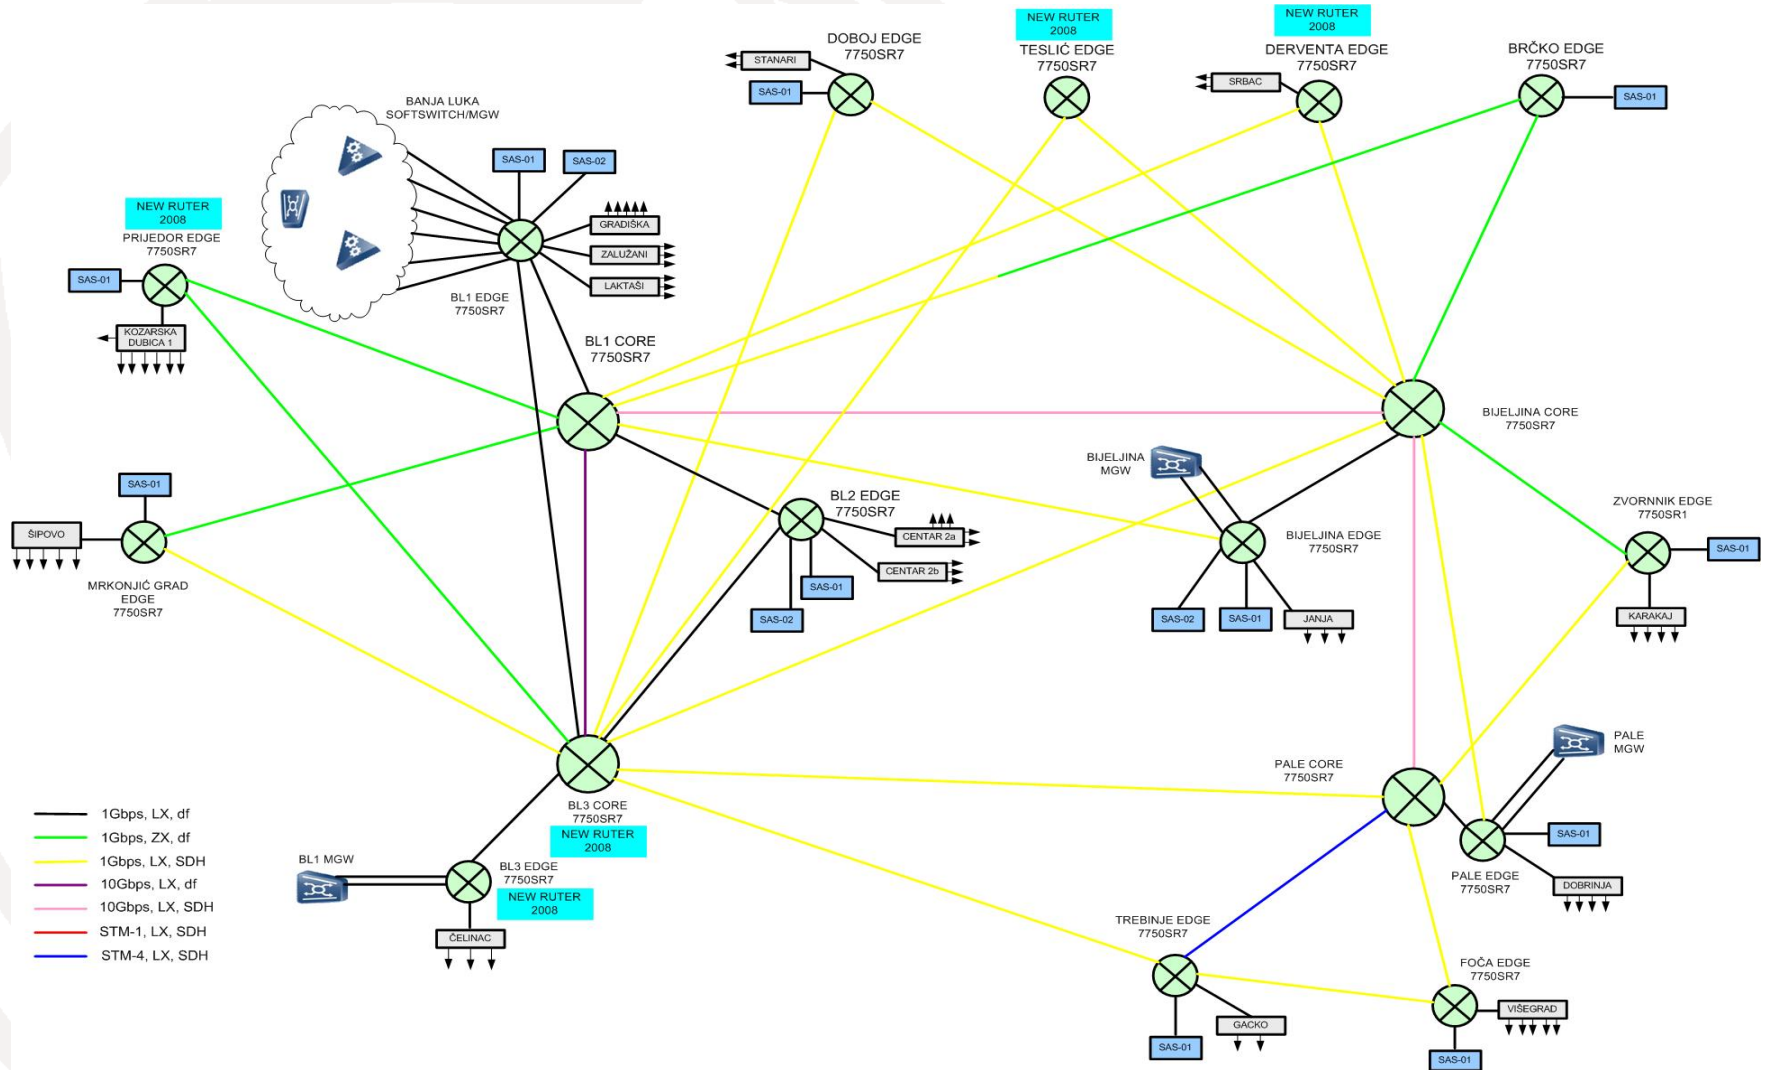 NEW RUTER
2008
DOBOJ EDGE
7750SR7
TESLIĆ EDGE
7750SR7
NEW RUTER
2008
DERVENTA EDGE
7750SR7
BRČKO EDGE
7750SR7
STANARI
SAS-01
SRBAC
SAS-01
BANJA LUKA
SOFTSWITCH/MGW
SAS-01
SAS-02
NEW RUTER
2008
PRIJEDOR EDGE
7750SR7
SAS-01
KOZARSKA
DUBICA 1
GRADIŠKA
ZALUŽANI
LAKTAŠI
BL1 EDGE
7750SR7
BL1 CORE
7750SR7
BIJELJINA CORE
7750SR7
SAS-01
ŠIPOVO
MRKONJIĆ GRAD
EDGE
7750SR7
BL2 EDGE
7750SR7
CENTAR 2a
CENTAR 2b
SAS-01
SAS-02
BIJELJINA
MGW
BIJELJINA EDGE
7750SR7
SAS-02
SAS-01
JANJA
ZVORNNIK EDGE
7750SR1
SAS-01
KARAKAJ
PALE
MGW
PALE CORE
7750SR7
SAS-01
PALE EDGE
7750SR7
DOBRINJA
BL3 CORE
7750SR7
NEW RUTER
2008
BL1 MGW
BL3 EDGE
7750SR7
NEW RUTER
2008
ČELINAC
1Gbps, LX, df
1Gbps, ZX, df
1Gbps, LX, SDH
10Gbps, LX, df
10Gbps, LX, SDH
STM-1, LX, SDH
STM-4, LX, SDH
TREBINJE EDGE
7750SR7
GACKO
SAS-01
FOČA EDGE
7750SR7
VIŠEGRAD
SAS-01